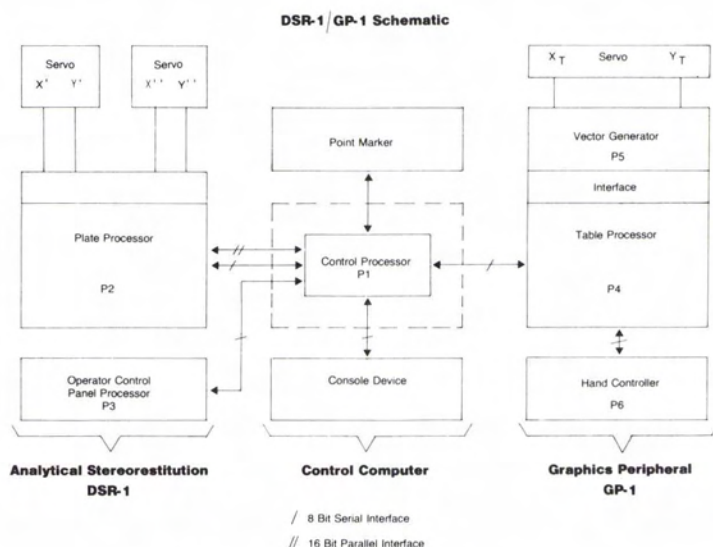 DSR-1/GP-1 Schematic
Servo
X' Y'
Servo
X'' Y''
X T Servo Y T
Vector Generator
P5
Interface
Table Processor
P4
Hand Controller
P6
Point Marker
Control Processor
P1
Console Device
Plate Processor
P2
Operator Control
Panel Processor
P3
Analytical Stereorestitution
DSR-1
Control Computer
Graphics Peripheral
GP-1
/ 8 Bit Serial Interface
// 16 Bit Parallel Interface